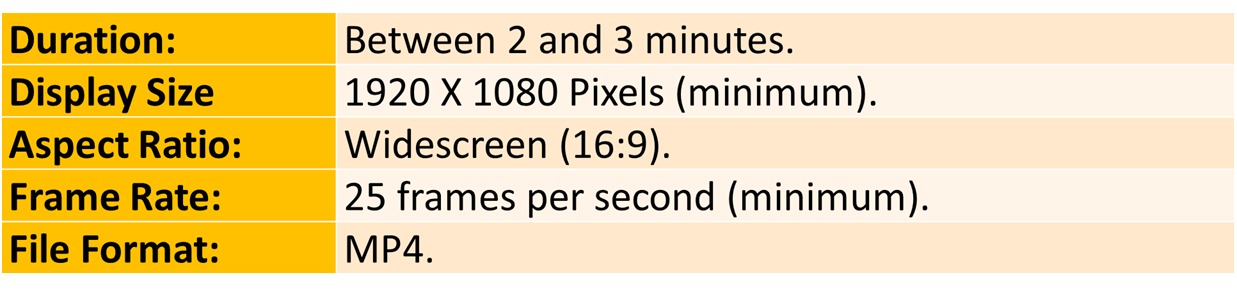 Duration: Between 2 and 3 minutes.
Display Size 1920 X 1080 Pixels (minimum).
Aspect Ratio: Widescreen (16:9).
Frame Rate: 25 frames per second (minimum).
File Format: MP4.